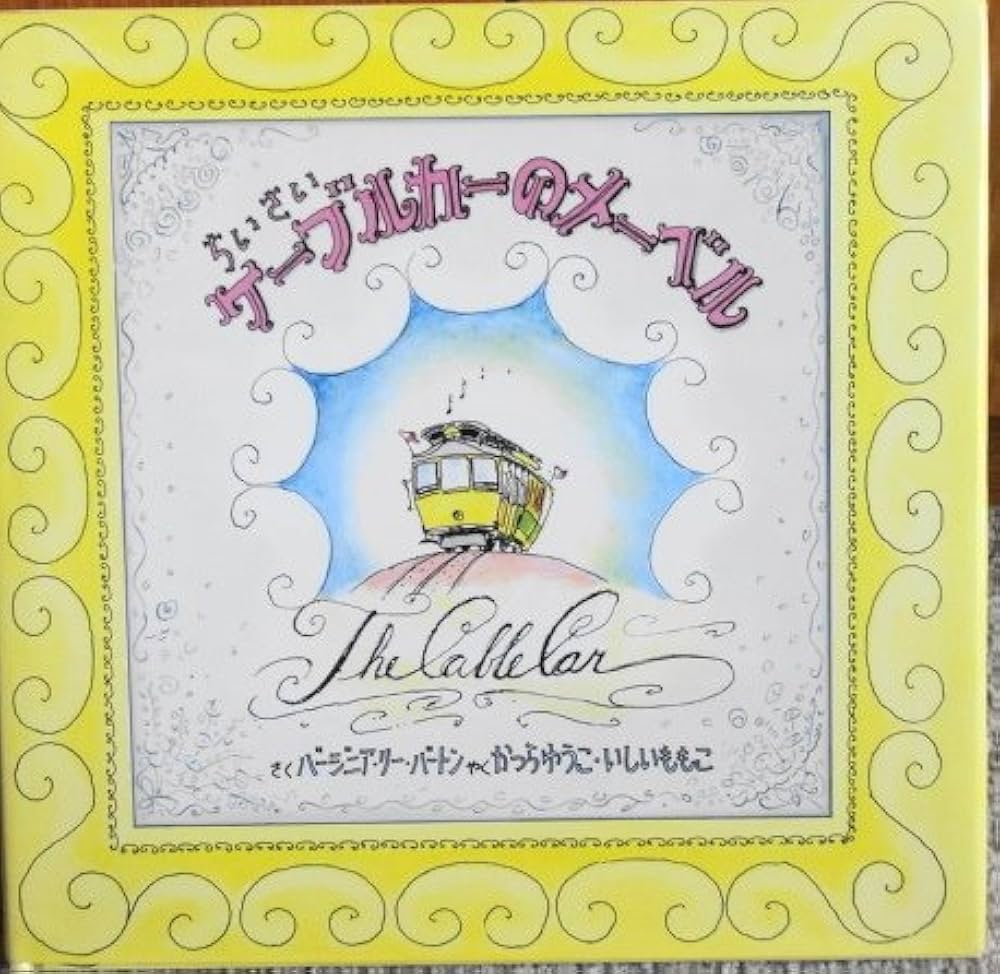 ちいさい
ケーブルカーのメーベル
The Cable Car
さく バージニア・リー・バートン やく かつらゆうこ・いしいももこ